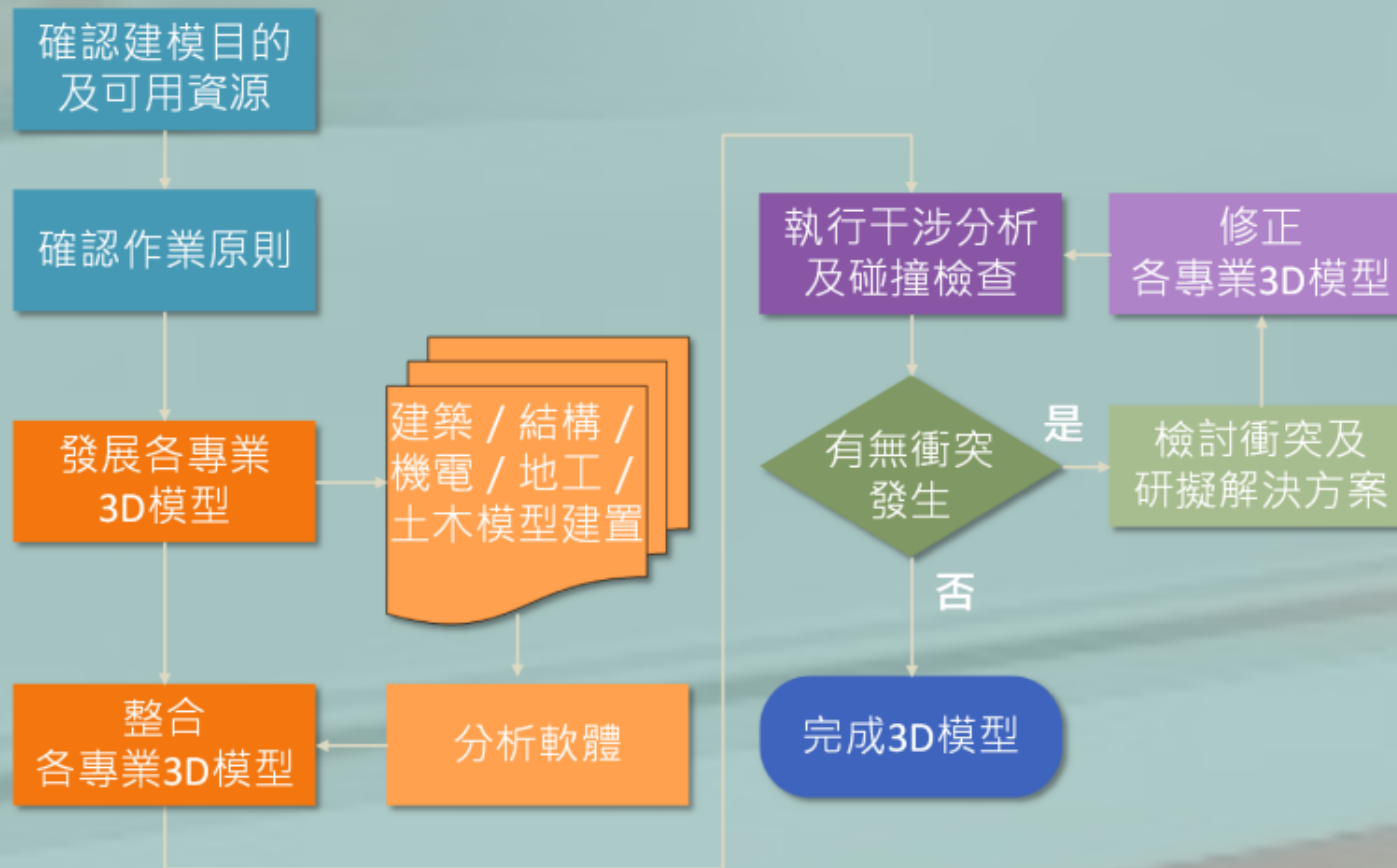 確認建模目的
及可用資源
確認作業原則
發展各專業
3D模型
建築 / 結構 /
機電 / 地工 /
土木模型建置
整合
各專業3D模型
分析軟體
執行干涉分析
及碰撞檢查
修正
各專業3D模型
有無衝突
發生
是
檢討衝突及
研擬解決方案
否
完成3D模型